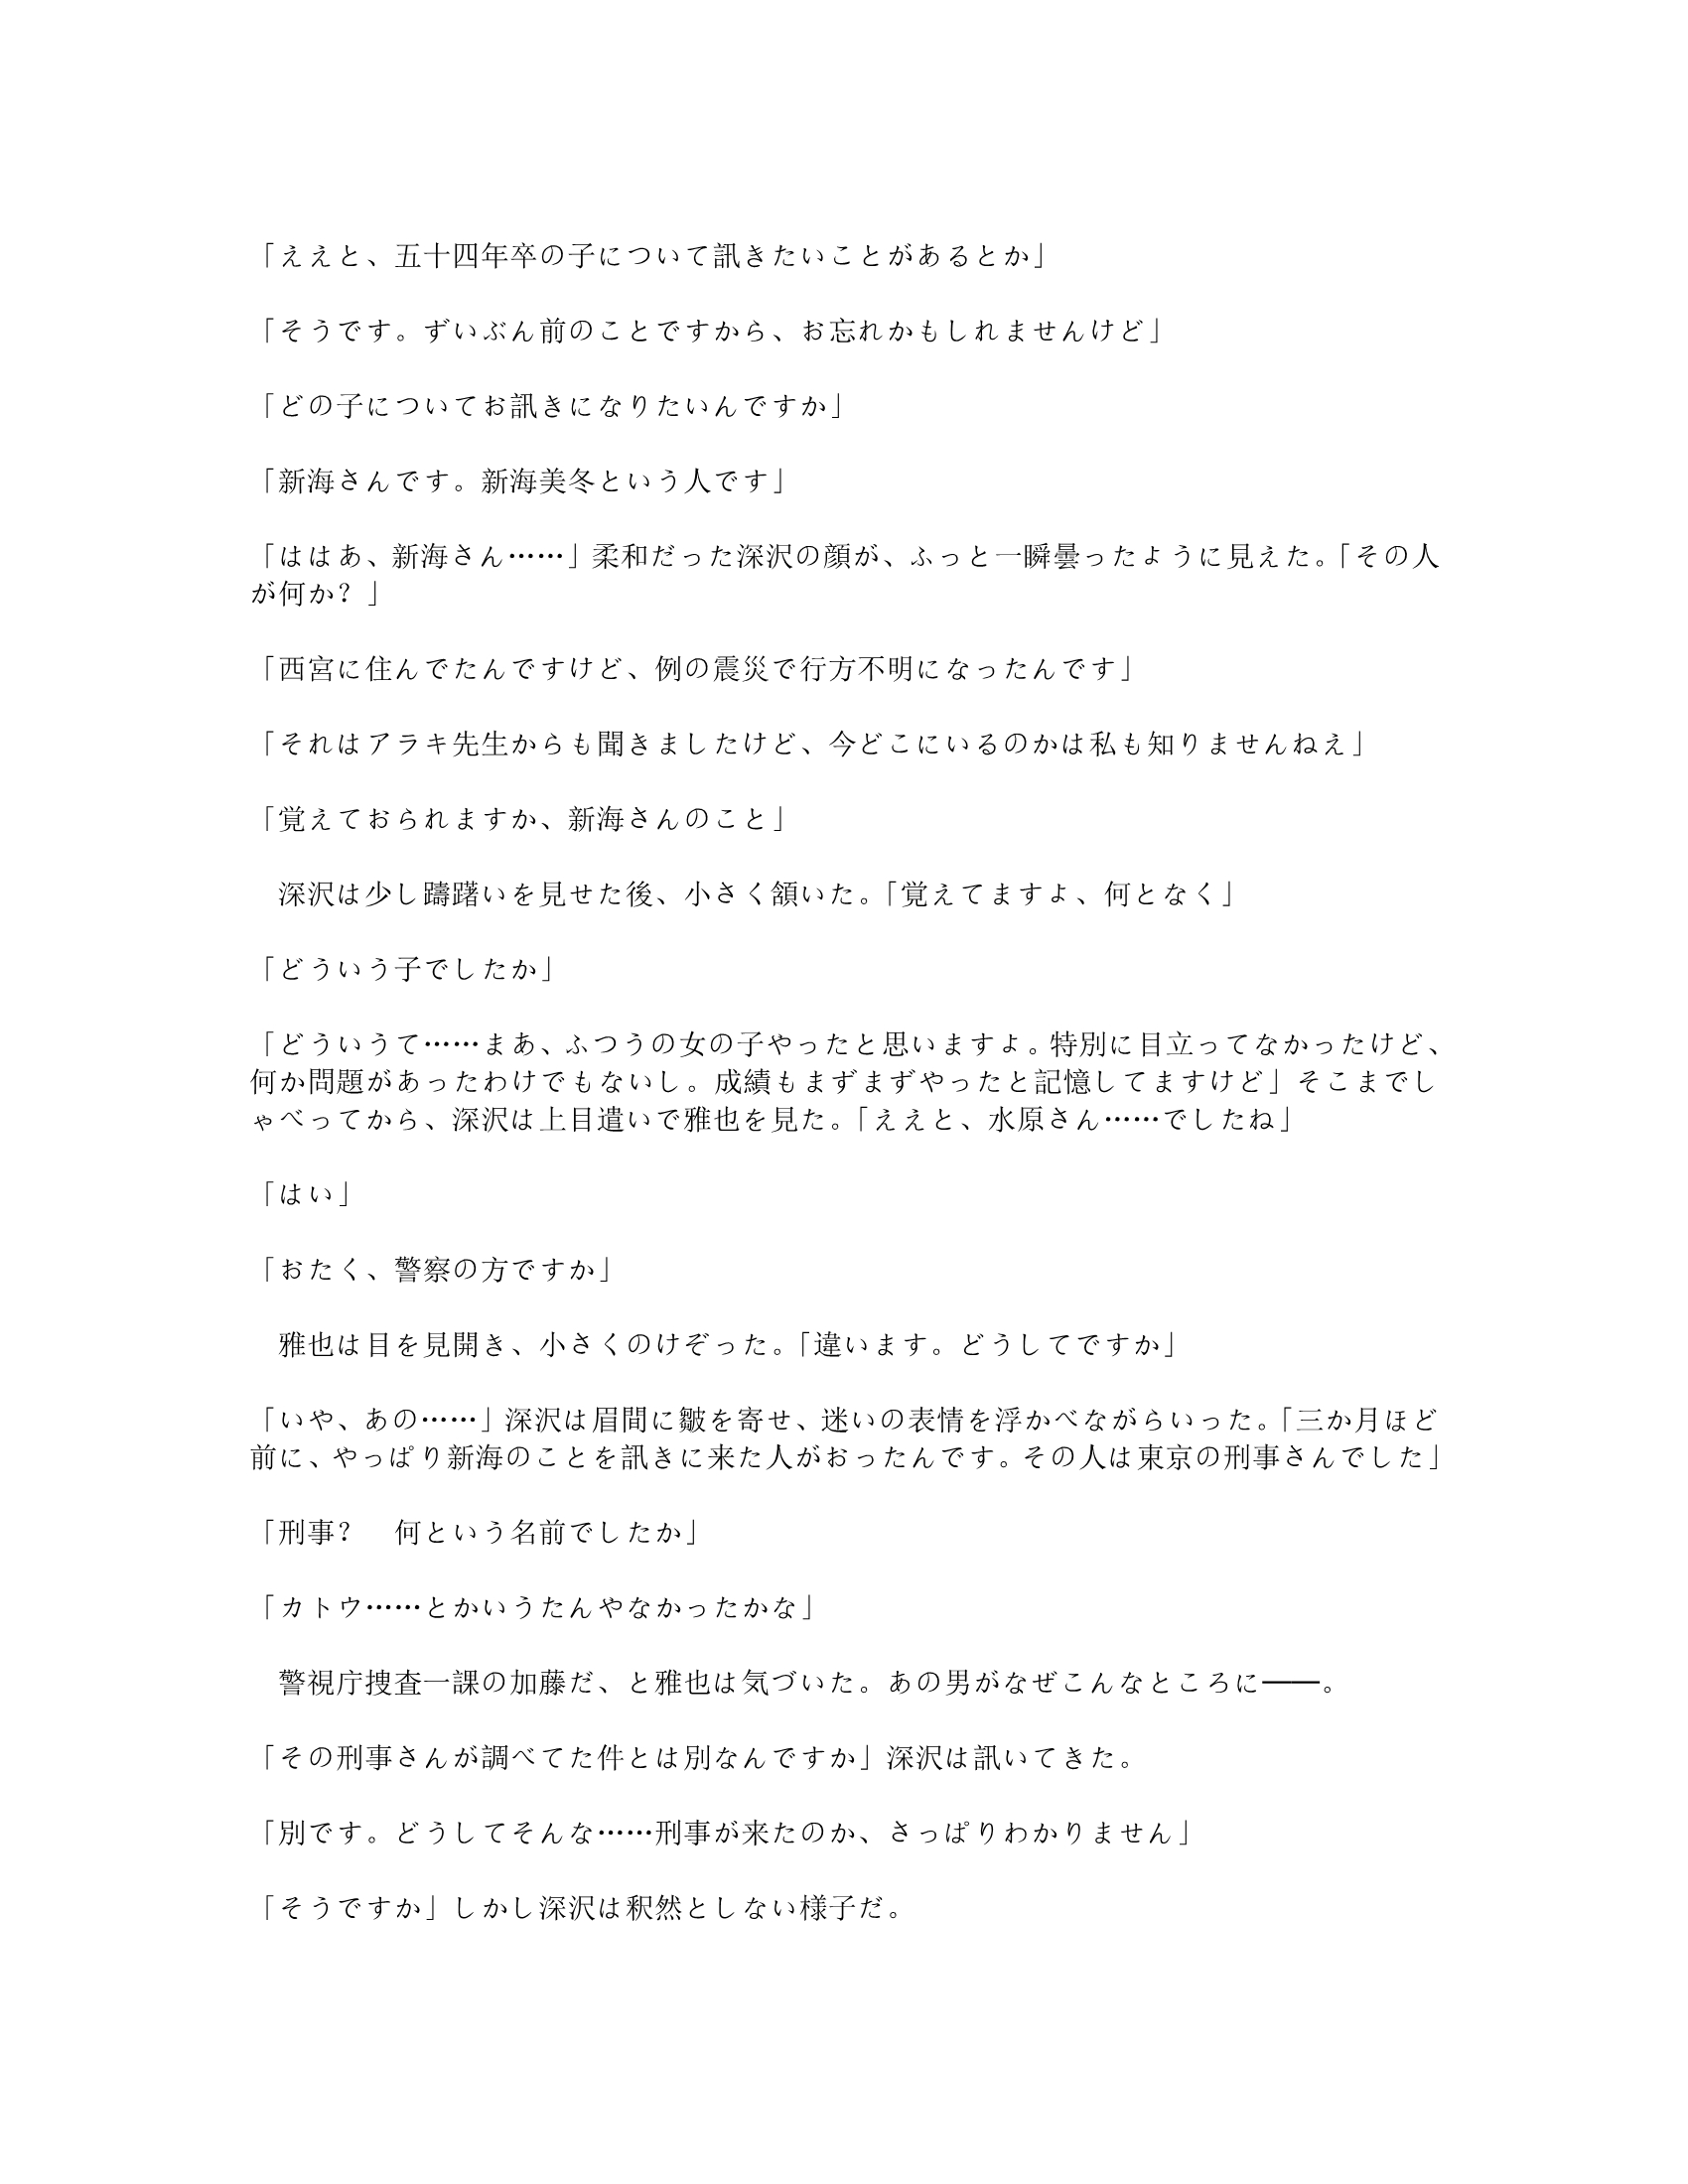 「ええと、五十四年卒の子について訊きたいことがあるとか」
「そうです。ずいぶん前のことですから、お忘れかもしれませんけど」
「どの子についてお訊きになりたいんですか」
「新海さんです。新海美冬という人です」
「ははあ、新海さん……」柔和だった深沢の顔が、ふっと一瞬曇ったように見えた。「その人
が何か？」
「西宮に住んでたんですけど、例の震災で行方不明になったんです」
「それはアラキ先生からも聞きましたけど、今どこにいるのかは私も知りませんねえ」
「覚えておられますか、新海さんのこと」
　深沢は少し躊躇いを見せた後、小さく頷いた。「覚えてますよ、何となく」
「どういう子でしたか」
「どういうて……まあ、ふつうの女の子やったと思いますよ。特別に目立ってなかったけど、
何か問題があったわけでもないし。成績もまずまずやったと記憶してますけど」そこまでし
ゃべってから、深沢は上目遣いで雅也を見た。「ええと、水原さん……でしたね」
「はい」
「おたく、警察の方ですか」
　雅也は目を見開き、小さくのけぞった。「違います。どうしてですか」
「いや、あの……」深沢は眉間に皺を寄せ、迷いの表情を浮かべながらいった。「三か月ほど
前に、やっぱり新海のことを訊きに来た人がおったんです。その人は東京の刑事さんでした」
「刑事？　何という名前でしたか」
「カトウ……とかいうたんやなかったかな」
　警視庁捜査一課の加藤だ、と雅也は気づいた。あの男がなぜこんなところに――。
「その刑事さんが調べてた件とは別なんですか」深沢は訊いてきた。
「別です。どうしてそんな……刑事が来たのか、さっぱりわかりません」
「そうですか」しかし深沢は釈然としない様子だ。